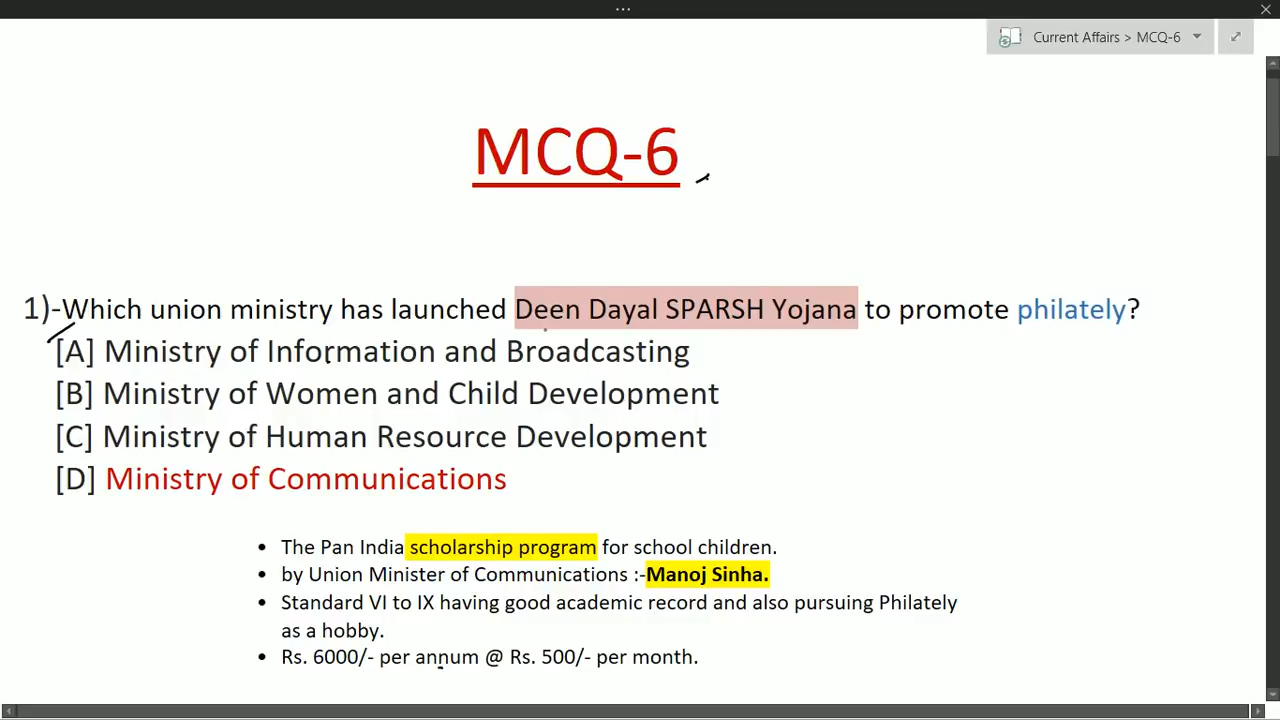 Current Affairs > MCQ-6
MCQ-6
1)-Which union ministry has launched Deen Dayal SPARSH Yojana to promote philately?
[A] Ministry of Information and Broadcasting
[B] Ministry of Women and Child Development
[C] Ministry of Human Resource Development
[D] Ministry of Communications
• The Pan India scholarship program for school children.
• by Union Minister of Communications :-Manoj Sinha.
• Standard VI to IX having good academic record and also pursuing Philately
as a hobby.
• Rs. 6000/- per annum @ Rs. 500/- per month.